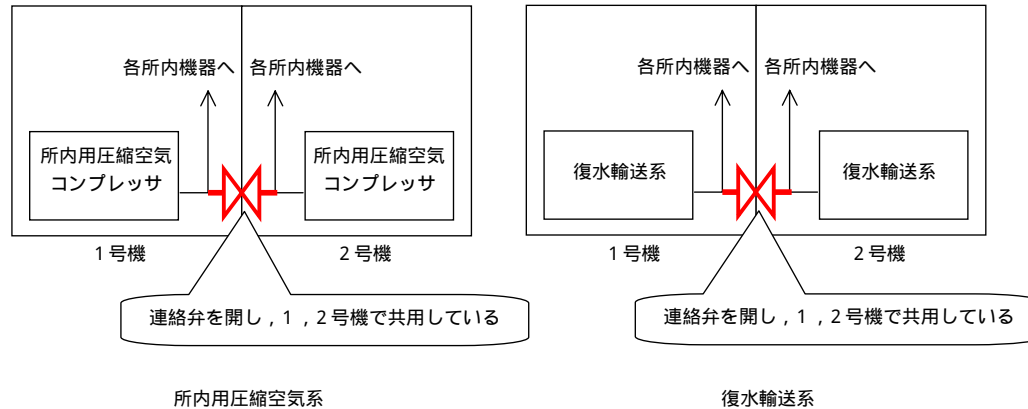 各所内機器へ 各所内機器へ
所内用圧縮空気
コンプレッサ
所内用圧縮空気
コンプレッサ
1号機
2号機
連絡弁を開し,1,2号機で共用している
所内用圧縮空気系
各所内機器へ 各所内機器へ
復水輸送系
復水輸送系
1号機
2号機
連絡弁を開し,1,2号機で共用している
復水輸送系